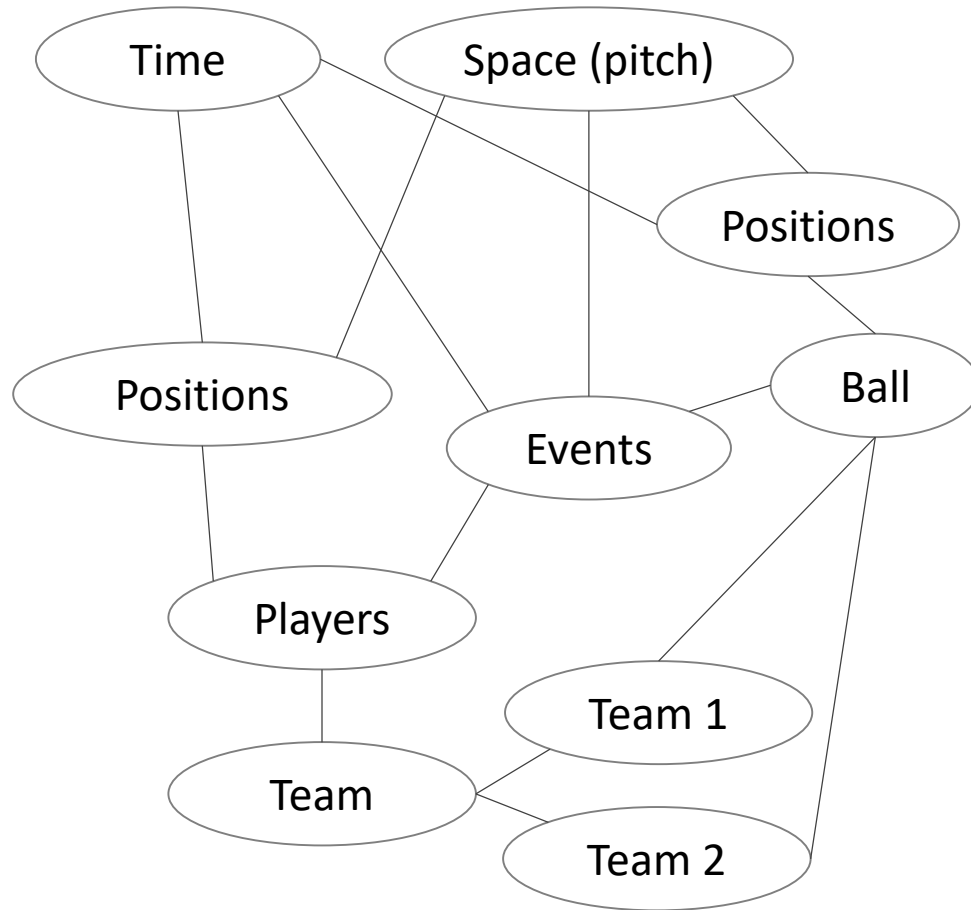 Time
Space (pitch)
Positions
Positions
Ball
Events
Players
Team 1
Team
Team 2